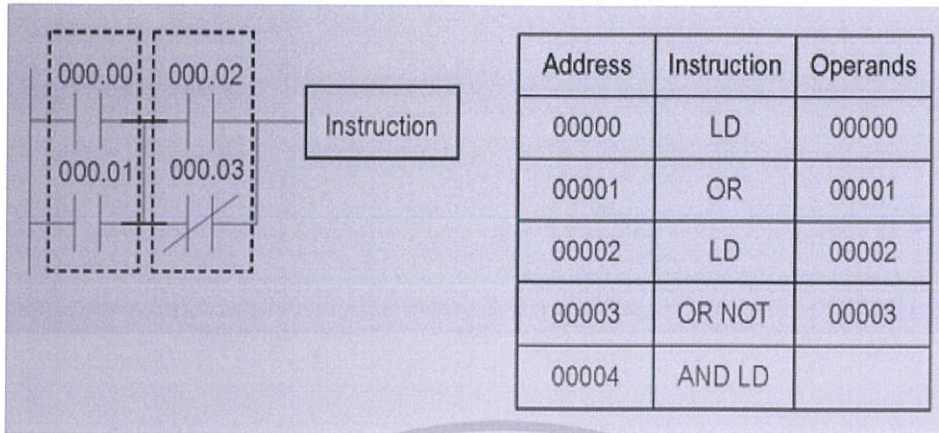 000.00 000.02
Instruction
000.01 000.03
Address Instruction Operands
00000 LD 00000
00001 OR 00001
00002 LD 00002
00003 OR NOT 00003
00004 AND LD